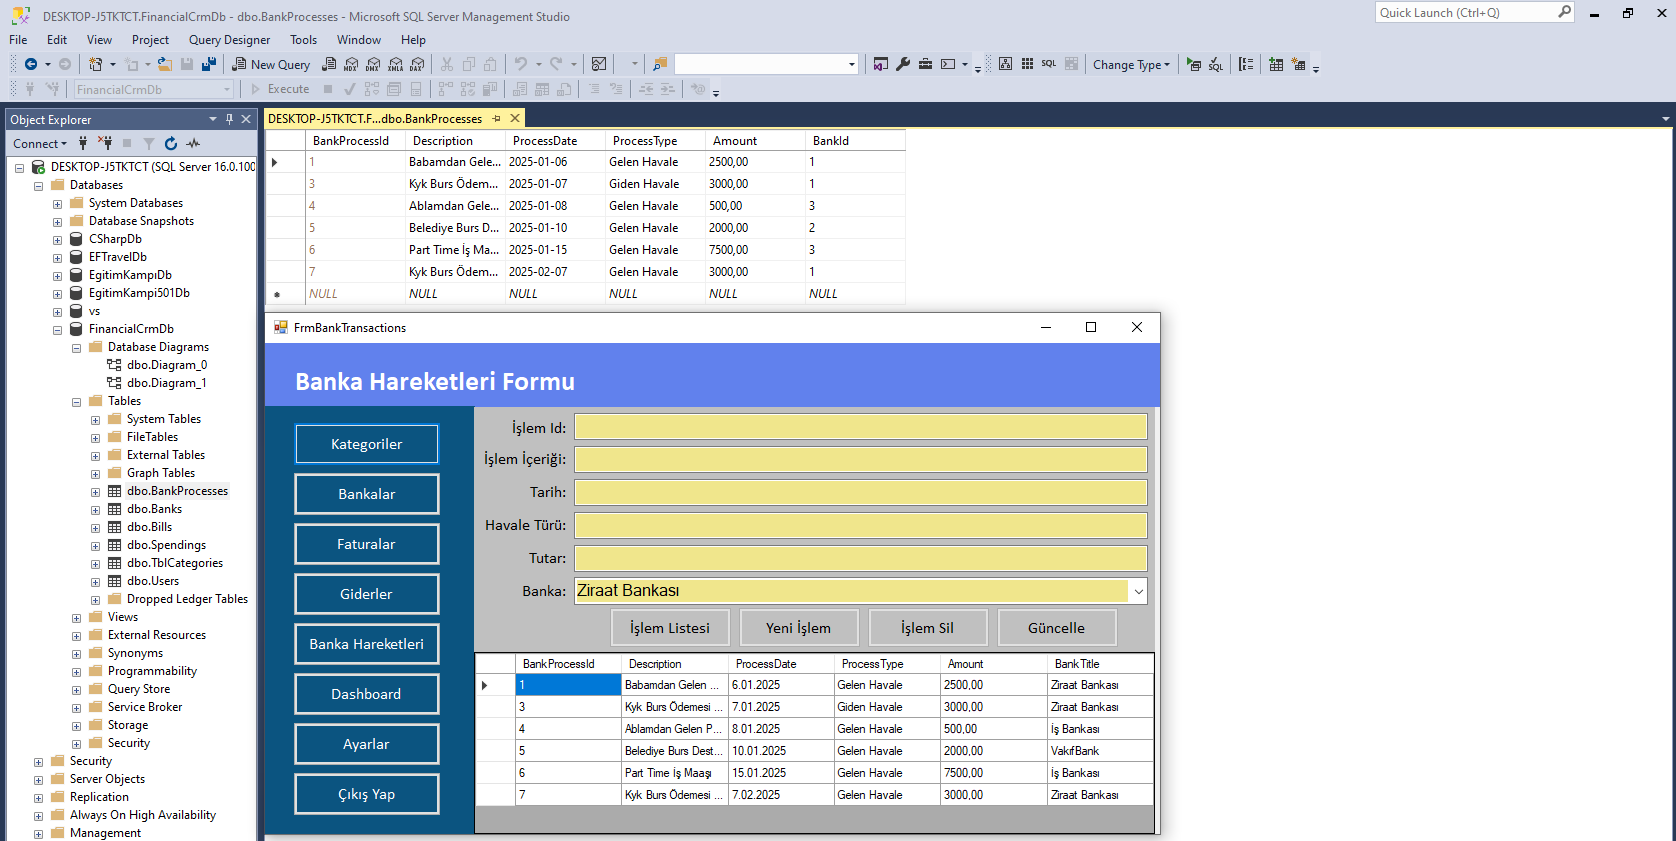 DESKTOP-J5TKTCT.FinancialCrmDb - dbo.BankProcesses - Microsoft SQL Server Management Studio
Quick Launch (Ctrl+Q)
File Edit View Project Query Designer Tools Window Help
New Query MDX DMX XMLA DAX SQL Change Type SQL
FinancialCrmDb Execute
Object Explorer
DESKTOP-J5TKTCT.F...dbo.BankProcesses
Connect
DESKTOP-J5TKTCT (SQL Server 16.0.100
Databases
System Databases
Database Snapshots
CSharpDb
EFTravelDb
EgitimKampıDb
EgitimKampi501Db
vs
FinancialCrmDb
Database Diagrams
dbo.Diagram_0
dbo.Diagram_1
Tables
System Tables
FileTables
External Tables
Graph Tables
dbo.BankProcesses
dbo.Banks
dbo.Bills
dbo.Spendings
dbo.TblCategories
dbo.Users
Dropped Ledger Tables
Views
External Resources
Synonyms
Programmability
Query Store
Service Broker
Storage
Security
Security
Server Objects
Replication
Always On High Availability
Management
BankProcessId Description ProcessDate ProcessType Amount BankId
1 Babamdan Gele... 2025-01-06 Gelen Havale 2500,00 1
3 Kyk Burs Ödem... 2025-01-07 Giden Havale 3000,00 1
4 Ablamdan Gele... 2025-01-08 Gelen Havale 500,00 3
5 Belediye Burs D... 2025-01-10 Gelen Havale 2000,00 2
6 Part Time İş Ma... 2025-01-15 Gelen Havale 7500,00 3
7 Kyk Burs Ödem... 2025-02-07 Gelen Havale 3000,00 1
NULL NULL NULL NULL NULL NULL
FrmBankTransactions
Banka Hareketleri Formu
Kategoriler
Bankalar
Faturalar
Giderler
Banka Hareketleri
Dashboard
Ayarlar
Çıkış Yap
İşlem Id:
İşlem İçeriği:
Tarih:
Havale Türü:
Tutar:
Banka: Ziraat Bankası
İşlem Listesi Yeni İşlem İşlem Sil Güncelle
BankProcessId Description ProcessDate ProcessType Amount BankTitle
1 Babamdan Gelen ... 6.01.2025 Gelen Havale 2500,00 Ziraat Bankası
3 Kyk Burs Ödemesi ... 7.01.2025 Giden Havale 3000,00 Ziraat Bankası
4 Ablamdan Gelen P... 8.01.2025 Gelen Havale 500,00 İş Bankası
5 Belediye Burs Dest... 10.01.2025 Gelen Havale 2000,00 VakıfBank
6 Part Time İş Maaşı 15.01.2025 Gelen Havale 7500,00 İş Bankası
7 Kyk Burs Ödemesi ... 7.02.2025 Gelen Havale 3000,00 Ziraat Bankası